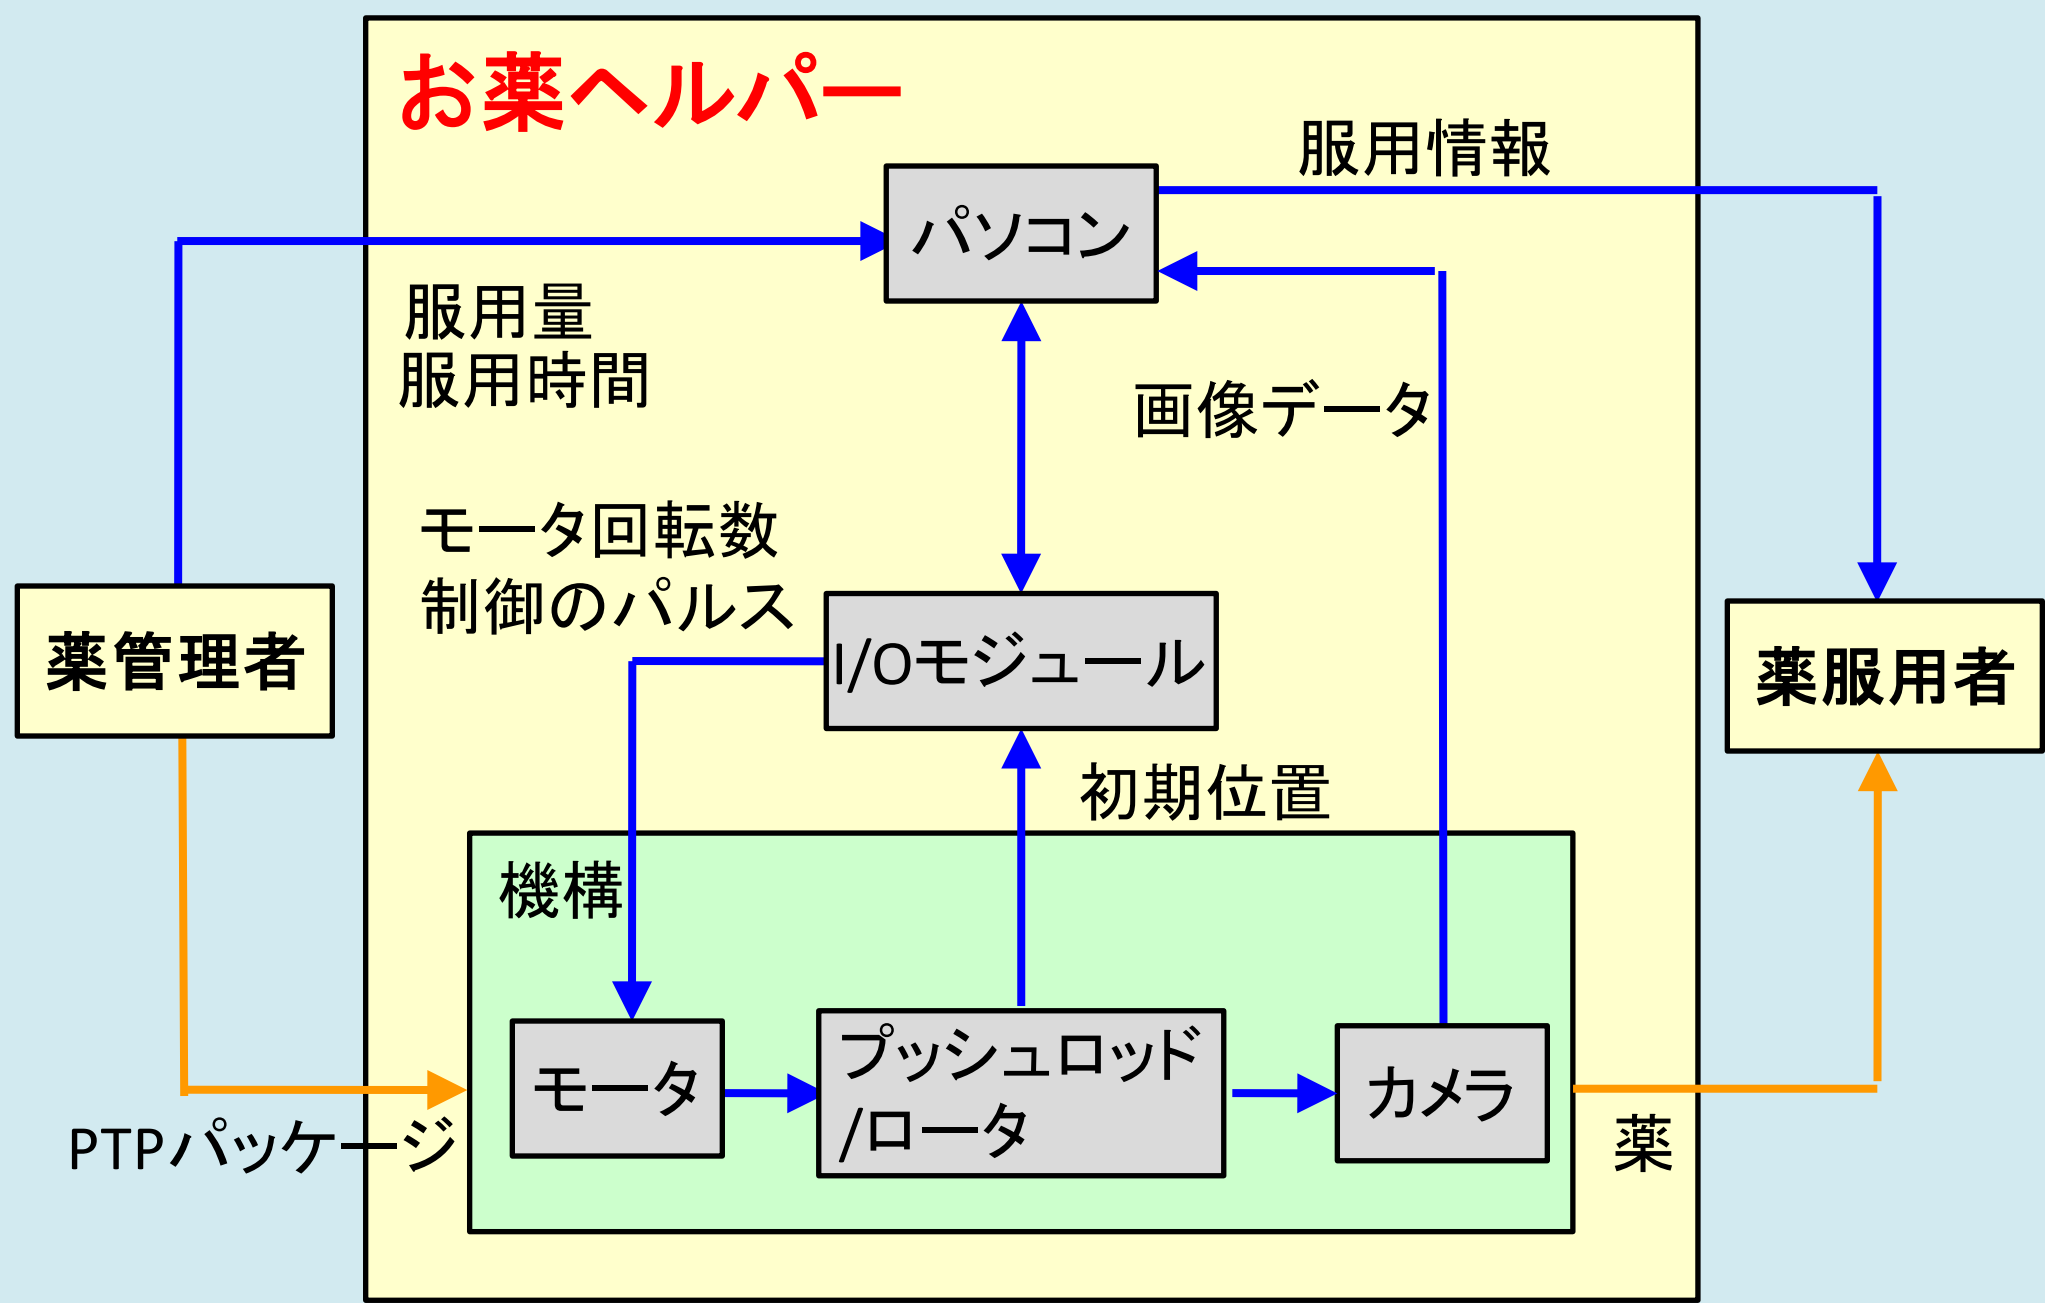 お薬ヘルパー
服用情報
パソコン
服用量
服用時間
画像データ
モータ回転数
制御のパルス
薬管理者
I/Oモジュール
薬服用者
初期位置
機構
モータ
プッシュロッド
/ロータ
カメラ
PTPパッケージ
薬